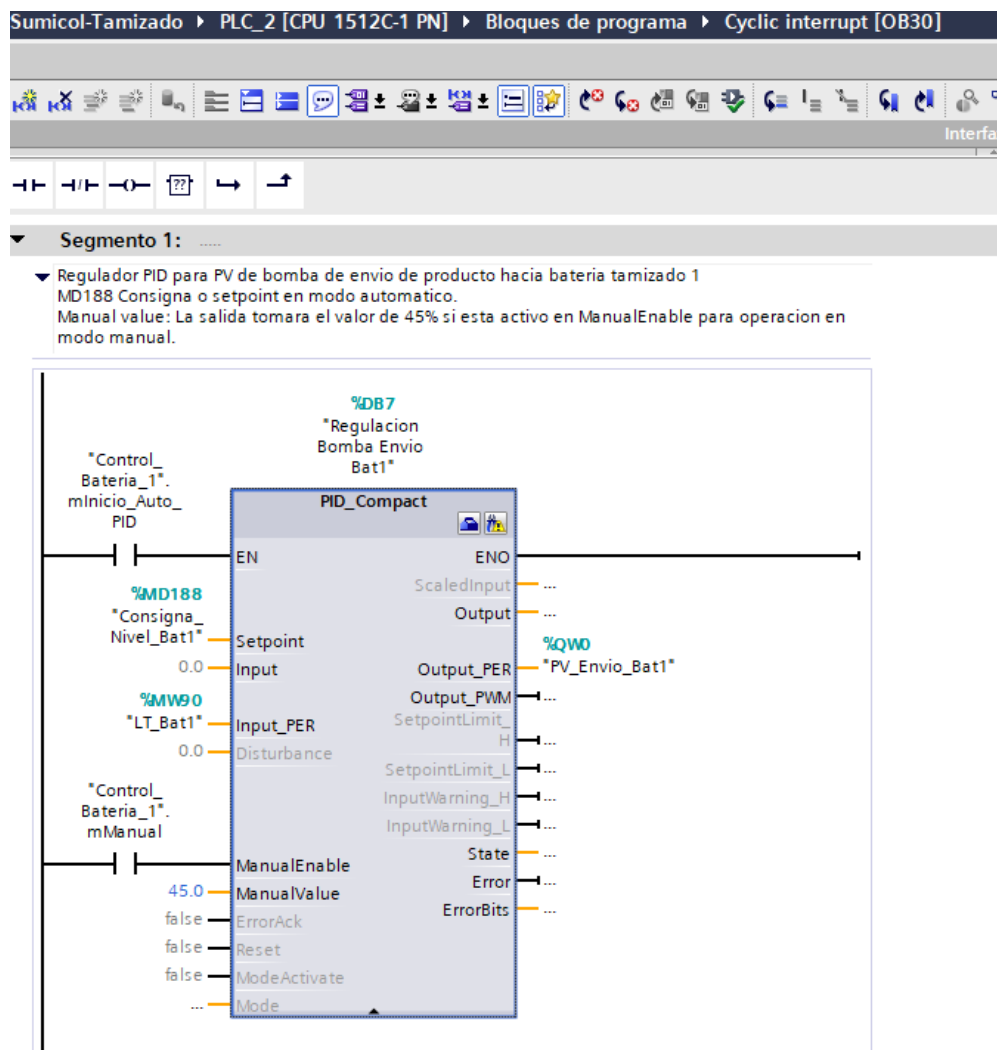 Sumicol-Tamizado ▸ PLC_2 [CPU 1512C-1 PN] ▸ Bloques de programa ▸ Cyclic interrupt [OB30]
Interfa
??
Segmento 1: .....
Regulador PID para PV de bomba de envio de producto hacia bateria tamizado 1
MD188 Consigna o setpoint en modo automatico.
Manual value: La salida tomara el valor de 45% si esta activo en ManualEnable para operacion en
modo manual.
%DB7
"Regulacion
Bomba Envio
Bat1"
"Control_
Bateria_1".
mInicio_Auto_
PID
PID_Compact
EN
ENO
ScaledInput ...
%MD188
"Consigna_
Nivel_Bat1"
Setpoint
Output ...
0.0 Input
%QW0
Output_PER "PV_Envio_Bat1"
%MW90
"LT_Bat1"
Input_PER
Output_PWM ...
SetpointLimit_
H ...
0.0 Disturbance
SetpointLimit_L ...
InputWarning_H ...
InputWarning_L ...
"Control_
Bateria_1".
mManual
ManualEnable
State ...
45.0 ManualValue
Error ...
false ErrorAck
ErrorBits ...
false Reset
false ModeActivate
... Mode